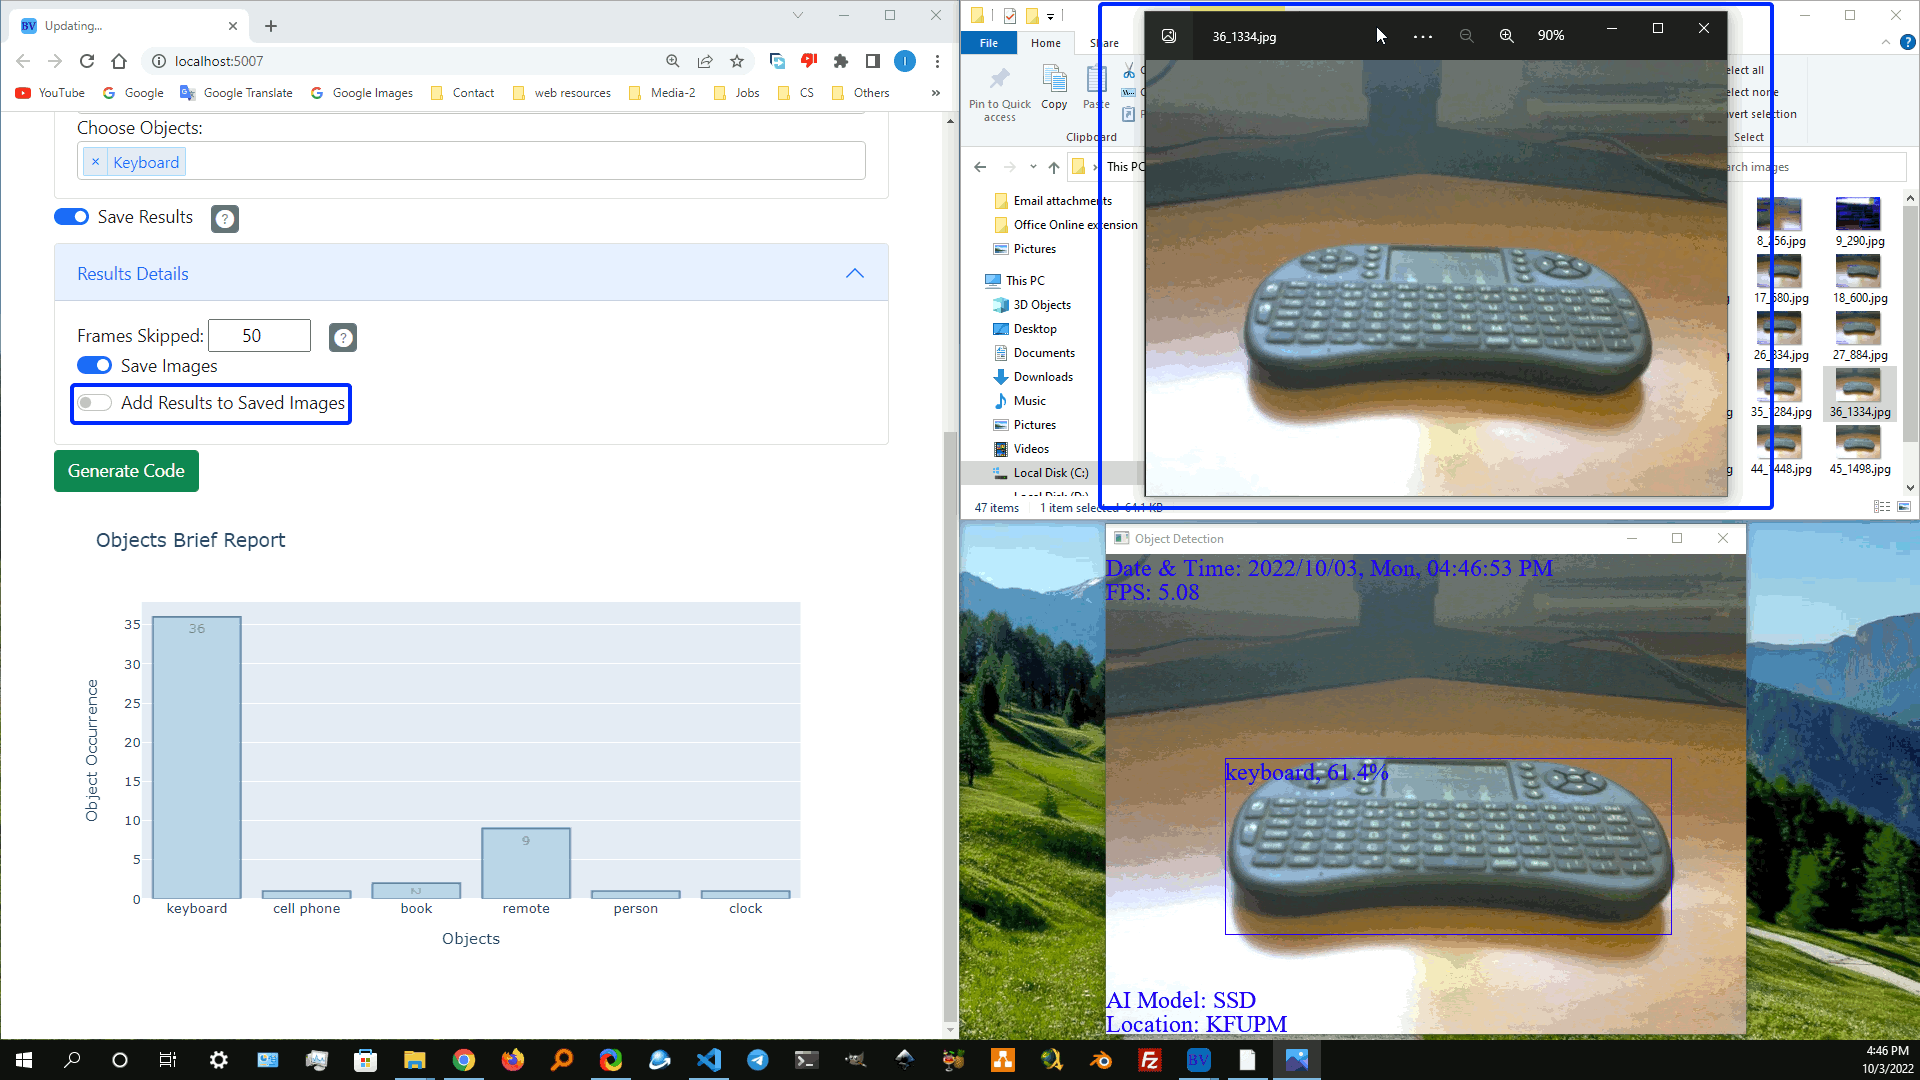 Updating...
localhost:5007
YouTube
Google
Google Translate
Google Images
Contact
web resources
Media-2
Jobs
CS
Others
»
Choose Objects:
× Keyboard
Save Results
?
Results Details
Frames Skipped: 50
?
Save Images
Add Results to Saved Images
Generate Code
Objects Brief Report
Object Occurrence
35
30
25
20
15
10
5
0
36
2
9
keyboard
cell phone
book
remote
person
clock
Objects
File
Home
Share
Pin to Quick access
Copy
Paste
Clipboard
elect all
elect none
vert selection
Select
This PC
rch images
Email attachments
Office Online extension
Pictures
This PC
3D Objects
Desktop
Documents
Downloads
Music
Pictures
Videos
Local Disk (C:)
47 items
1 item selected 64.1 KB
36_1334.jpg
90%
8_256.jpg
9_290.jpg
17_580.jpg
18_600.jpg
26_834.jpg
27_884.jpg
35_1284.jpg
36_1334.jpg
44_1448.jpg
45_1498.jpg
Object Detection
Date & Time: 2022/10/03, Mon, 04:46:53 PM
FPS: 5.08
keyboard, 61.4%
AI Model: SSD
Location: KFUPM
4:46 PM
10/3/2022